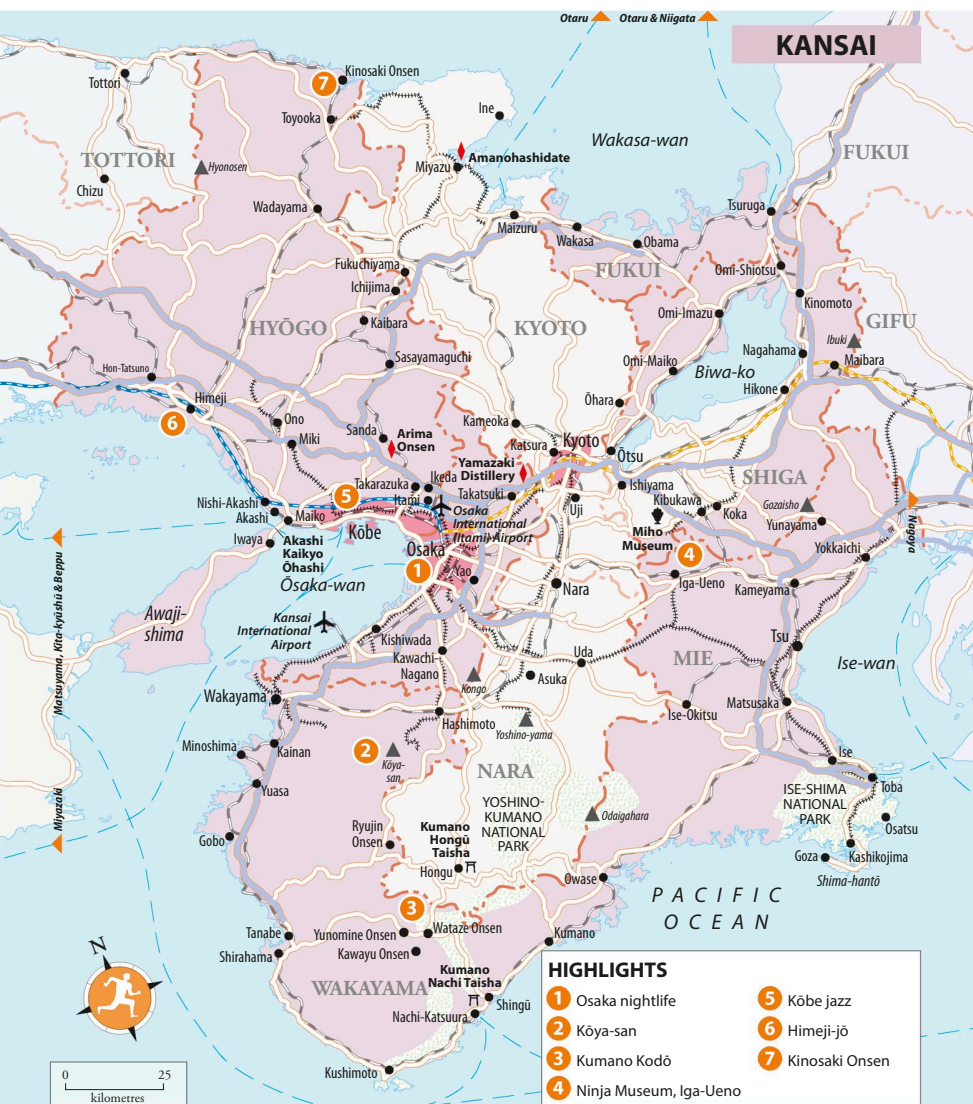 Otaru
Otaru & Niigata
KANSAI
7
Kinosaki Onsen
Tottori
Toyooka
Ine
Wakasa-wan
FUKUI
TOTTORI
Hyonosen
Amanohashidate
Miyazu
Chizu
Wadayama
Maizuru
Wakasa
Obama
Tsuruga
Fukuchiyama
Ichijima
FUKUI
Omi-Shiotsu
HYŌGO
Kaibara
KYOTO
Omi-Imazu
Kinomoto
GIFU
Ibuki
Sasayamaguchi
Omi-Maiko
Nagahama
Maibara
Hon-Tatsuno
Biwa-ko
Hikone
Himeji
6
Ono
Miki
Sanda
Arima
Onsen
Kameoka
Ōhara
Katsura
Kyoto
Ōtsu
Yamazaki
Distillery
SHIGA
5
Takarazuka
Ikeda
Itami
Takatsuki
Ishiyama
Kibukawa
Koka
Gozaisho
Yunayama
Nishi-Akashi
Akashi
Maiko
Kōbe
Osaka
International
(Itami) Airport
Uji
Miho
Museum
Nagoya
Iwaya
Akashi
Kaikyo
Ōhashi
Osaka
4
Yokkaichi
Ōsaka-wan
1
Yao
Nara
Iga-Ueno
Kameyama
Awaji-
shima
Kansai
International
Airport
Kishiwada
Kawachi-
Nagano
Uda
MIE
Tsu
Ise-wan
Matsuyama, Kita-kyūshū & Beppu
Wakayama
Kongo
Asuka
Matsusaka
Hashimoto
Yoshino-yama
Ise-Okitsu
Minoshima
Kainan
2
Kōya-
san
NARA
Ise
Yuasa
YOSHINO-
KUMANO
NATIONAL
PARK
ISE-SHIMA
NATIONAL
PARK
Toba
Miyazaki
Gobo
Ryujin
Onsen
Kumano
Hongū
Taisha
Odaigahara
Osatsu
Hongu
Goza
Kashikojima
Shima-hantō
Owase
PACIFIC
OCEAN
3
Tanabe
Yunomine Onsen
Wataze Onsen
Kumano
Shirahama
Kawayu Onsen
N
WAKAYAMA
Kumano
Nachi Taisha
Shingū
Nachi-Katsuura
Kushimoto
0 25
kilometres
HIGHLIGHTS
1 Osaka nightlife
2 Kōya-san
3 Kumano Kodō
4 Ninja Museum, Iga-Ueno
5 Kōbe jazz
6 Himeji-jō
7 Kinosaki Onsen